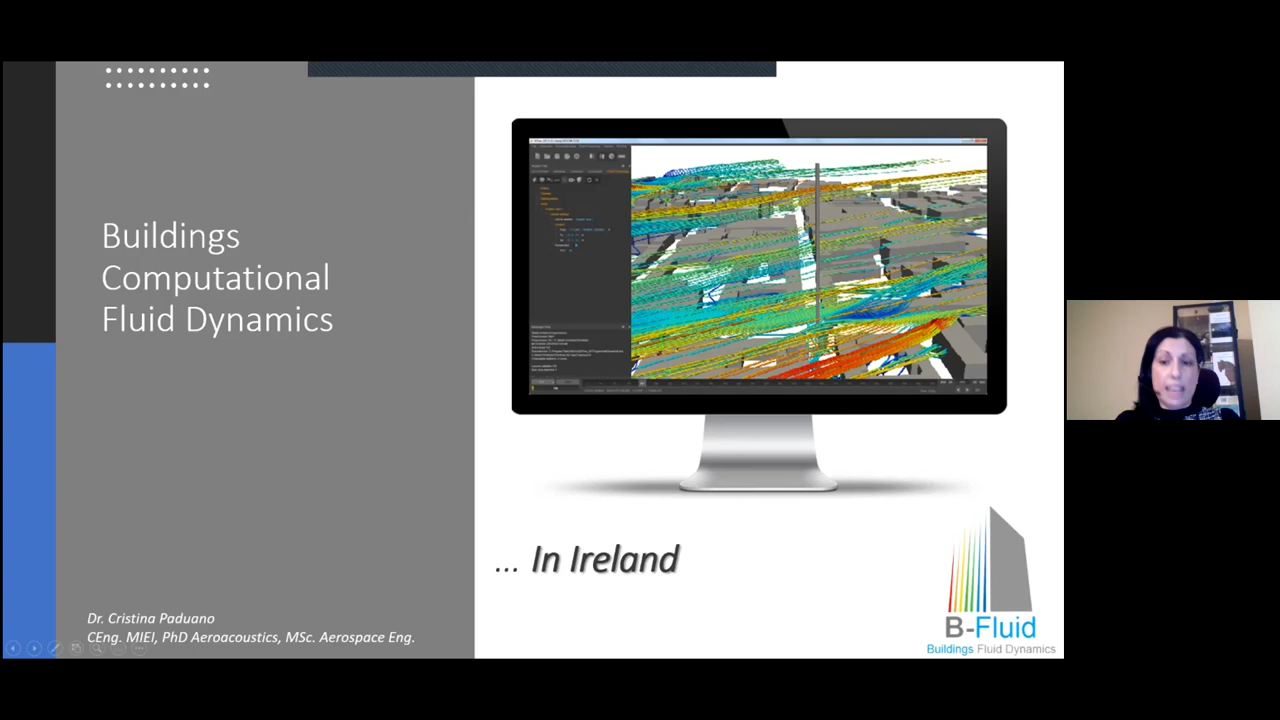 Buildings
Computational
Fluid Dynamics
... In Ireland
Dr. Cristina Paduano
CEng. MIEI, PhD Aeroacoustics, MSc. Aerospace Eng.
B-Fluid
Buildings Fluid Dynamics